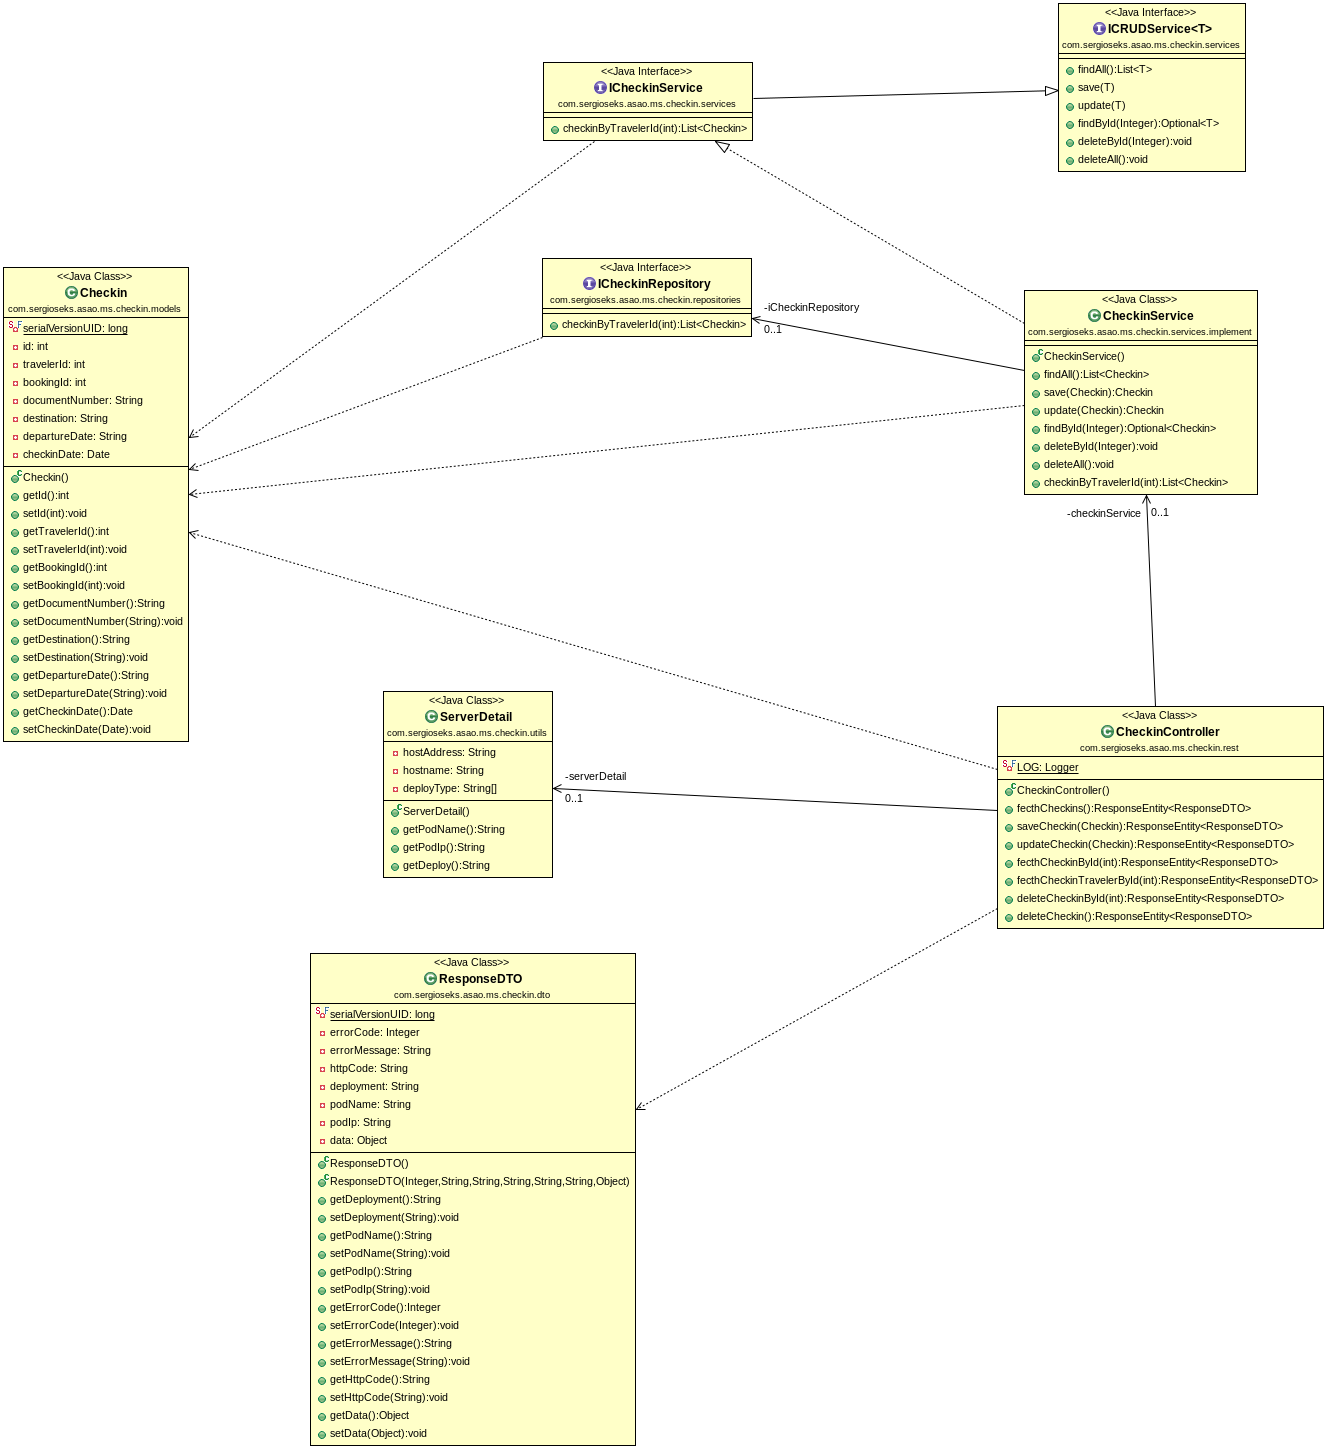 <<Java Interface>>
ICRUDService<T>
com.sergioseks.asao.ms.checkin.services
findAll():List<T>
save(T)
update(T)
findById(Integer):Optional<T>
deleteById(Integer):void
deleteAll():void
<<Java Interface>>
ICheckinService
com.sergioseks.asao.ms.checkin.services
checkinByTravelerId(int):List<Checkin>
<<Java Interface>>
ICheckinRepository
com.sergioseks.asao.ms.checkin.repositories
checkinByTravelerId(int):List<Checkin>
-iCheckinRepository
0..1
<<Java Class>>
Checkin
com.sergioseks.asao.ms.checkin.models
serialVersionUID: long
id: int
travelerId: int
bookingId: int
documentNumber: String
destination: String
departureDate: String
checkinDate: Date
Checkin()
getId():int
setId(int):void
getTravelerId():int
setTravelerId(int):void
getBookingId():int
setBookingId(int):void
getDocumentNumber():String
setDocumentNumber(String):void
getDestination():String
setDestination(String):void
getDepartureDate():String
setDepartureDate(String):void
getCheckinDate():Date
setCheckinDate(Date):void
<<Java Class>>
CheckinService
com.sergioseks.asao.ms.checkin.services.implement
CheckinService()
findAll():List<Checkin>
save(Checkin):Checkin
update(Checkin):Checkin
findById(Integer):Optional<Checkin>
deleteById(Integer):void
deleteAll():void
checkinByTravelerId(int):List<Checkin>
-checkinService
0..1
<<Java Class>>
ServerDetail
com.sergioseks.asao.ms.checkin.utils
hostAddress: String
hostname: String
deployType: String[]
ServerDetail()
getPodName():String
getPodIp():String
getDeploy():String
-serverDetail
0..1
<<Java Class>>
CheckinController
com.sergioseks.asao.ms.checkin.rest
LOG: Logger
CheckinController()
fecthCheckins():ResponseEntity<ResponseDTO>
saveCheckin(Checkin):ResponseEntity<ResponseDTO>
updateCheckin(Checkin):ResponseEntity<ResponseDTO>
fecthCheckinById(int):ResponseEntity<ResponseDTO>
fecthCheckinTravelerById(int):ResponseEntity<ResponseDTO>
deleteCheckinById(int):ResponseEntity<ResponseDTO>
deleteCheckin():ResponseEntity<ResponseDTO>
<<Java Class>>
ResponseDTO
com.sergioseks.asao.ms.checkin.dto
serialVersionUID: long
errorCode: Integer
errorMessage: String
httpCode: String
deployment: String
podName: String
podIp: String
data: Object
ResponseDTO()
ResponseDTO(Integer,String,String,String,String,String,Object)
getDeployment():String
setDeployment(String):void
getPodName():String
setPodName(String):void
getPodIp():String
setPodIp(String):void
getErrorCode():Integer
setErrorCode(Integer):void
getErrorMessage():String
setErrorMessage(String):void
getHttpCode():String
setHttpCode(String):void
getData():Object
setData(Object):void